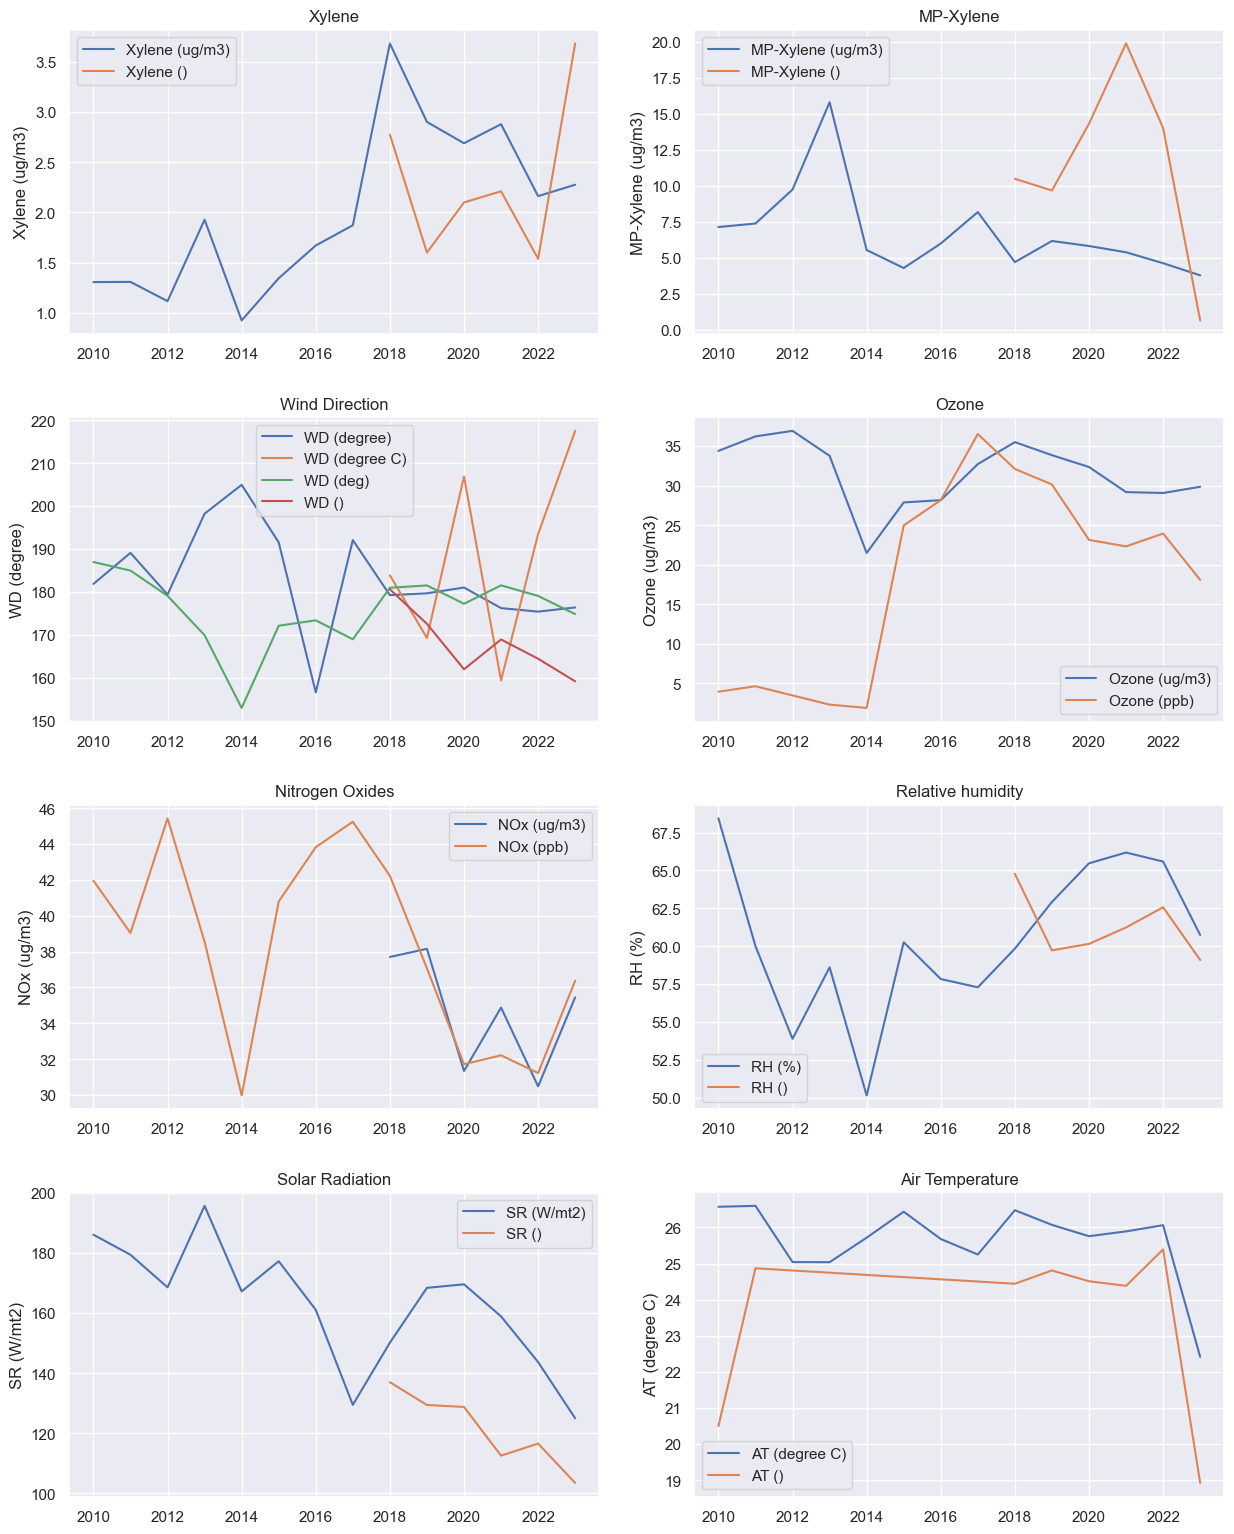 Xylene
Xylene (ug/m3)
Xylene ()
Xylene (ug/m3)
3.5
3.0
2.5
2.0
1.5
1.0
2010 2012 2014 2016 2018 2020 2022
MP-Xylene
MP-Xylene (ug/m3)
MP-Xylene ()
MP-Xylene (ug/m3)
20.0
17.5
15.0
12.5
10.0
7.5
5.0
2.5
0.0
2010 2012 2014 2016 2018 2020 2022
Wind Direction
WD (degree)
WD (degree C)
WD (deg)
WD ()
WD (degree)
220
210
200
190
180
170
160
150
2010 2012 2014 2016 2018 2020 2022
Ozone
Ozone (ug/m3)
35
30
25
20
15
10
5
Ozone (ug/m3)
Ozone (ppb)
2010 2012 2014 2016 2018 2020 2022
Nitrogen Oxides
NOx (ug/m3)
NOx (ppb)
NOx (ug/m3)
46
44
42
40
38
36
34
32
30
2010 2012 2014 2016 2018 2020 2022
Relative humidity
RH (%)
67.5
65.0
62.5
60.0
57.5
55.0
52.5
50.0
RH (%)
RH ()
2010 2012 2014 2016 2018 2020 2022
Solar Radiation
SR (W/mt2)
SR ()
SR (W/mt2)
200
180
160
140
120
100
2010 2012 2014 2016 2018 2020 2022
Air Temperature
AT (degree C)
26
25
24
23
22
21
20
19
AT (degree C)
AT ()
2010 2012 2014 2016 2018 2020 2022